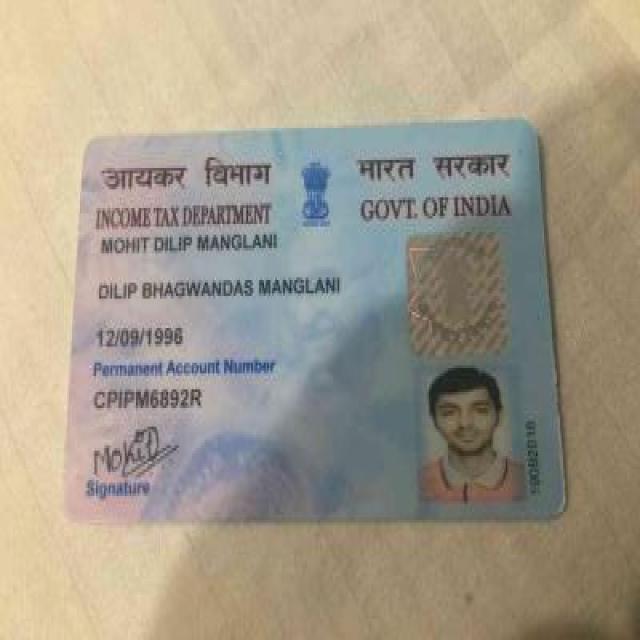 आयकर विभाग
भारत सरकार
INCOME TAX DEPARTMENT
GOVT. OF INDIA
MOHIT DILIP MANGLANI
DILIP BHAGWANDAS MANGLANI
12/09/1996
Permanent Account Number
CPIPM6892R
Mohit D
Signature